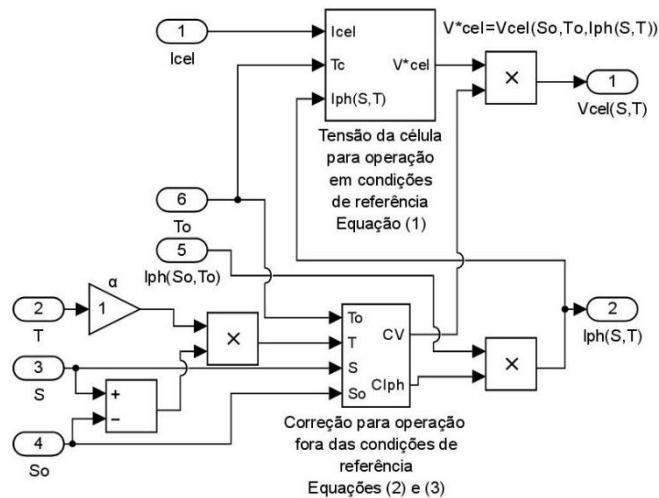 V*cel=Vcel(So,To,Iph(S,T))
1
Icel
Icel
Tc
Iph(S,T)
V*cel
×
1
Vcel(S,T)
Tensão da célula
para operação
em condições
de referência
Equação (1)
6
To
5
Iph(So,To)
α
2
T
1
×
3
S
+
−
4
So
To
T
S
So
CV
CIph
×
2
Iph(S,T)
Correção para operação
fora das condições de
referência
Equações (2) e (3)